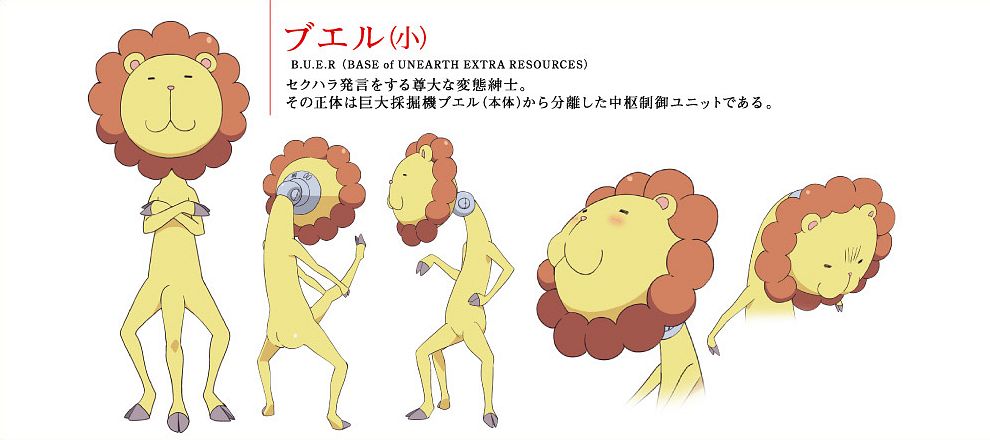 ブエル(小)
B.U.E.R (BASE of UNEARTH EXTRA RESOURCES)
セクハラ発言をする尊大な変態紳士。
その正体は巨大採掘機ブエル(本体)から分離した中枢制御ユニットである。